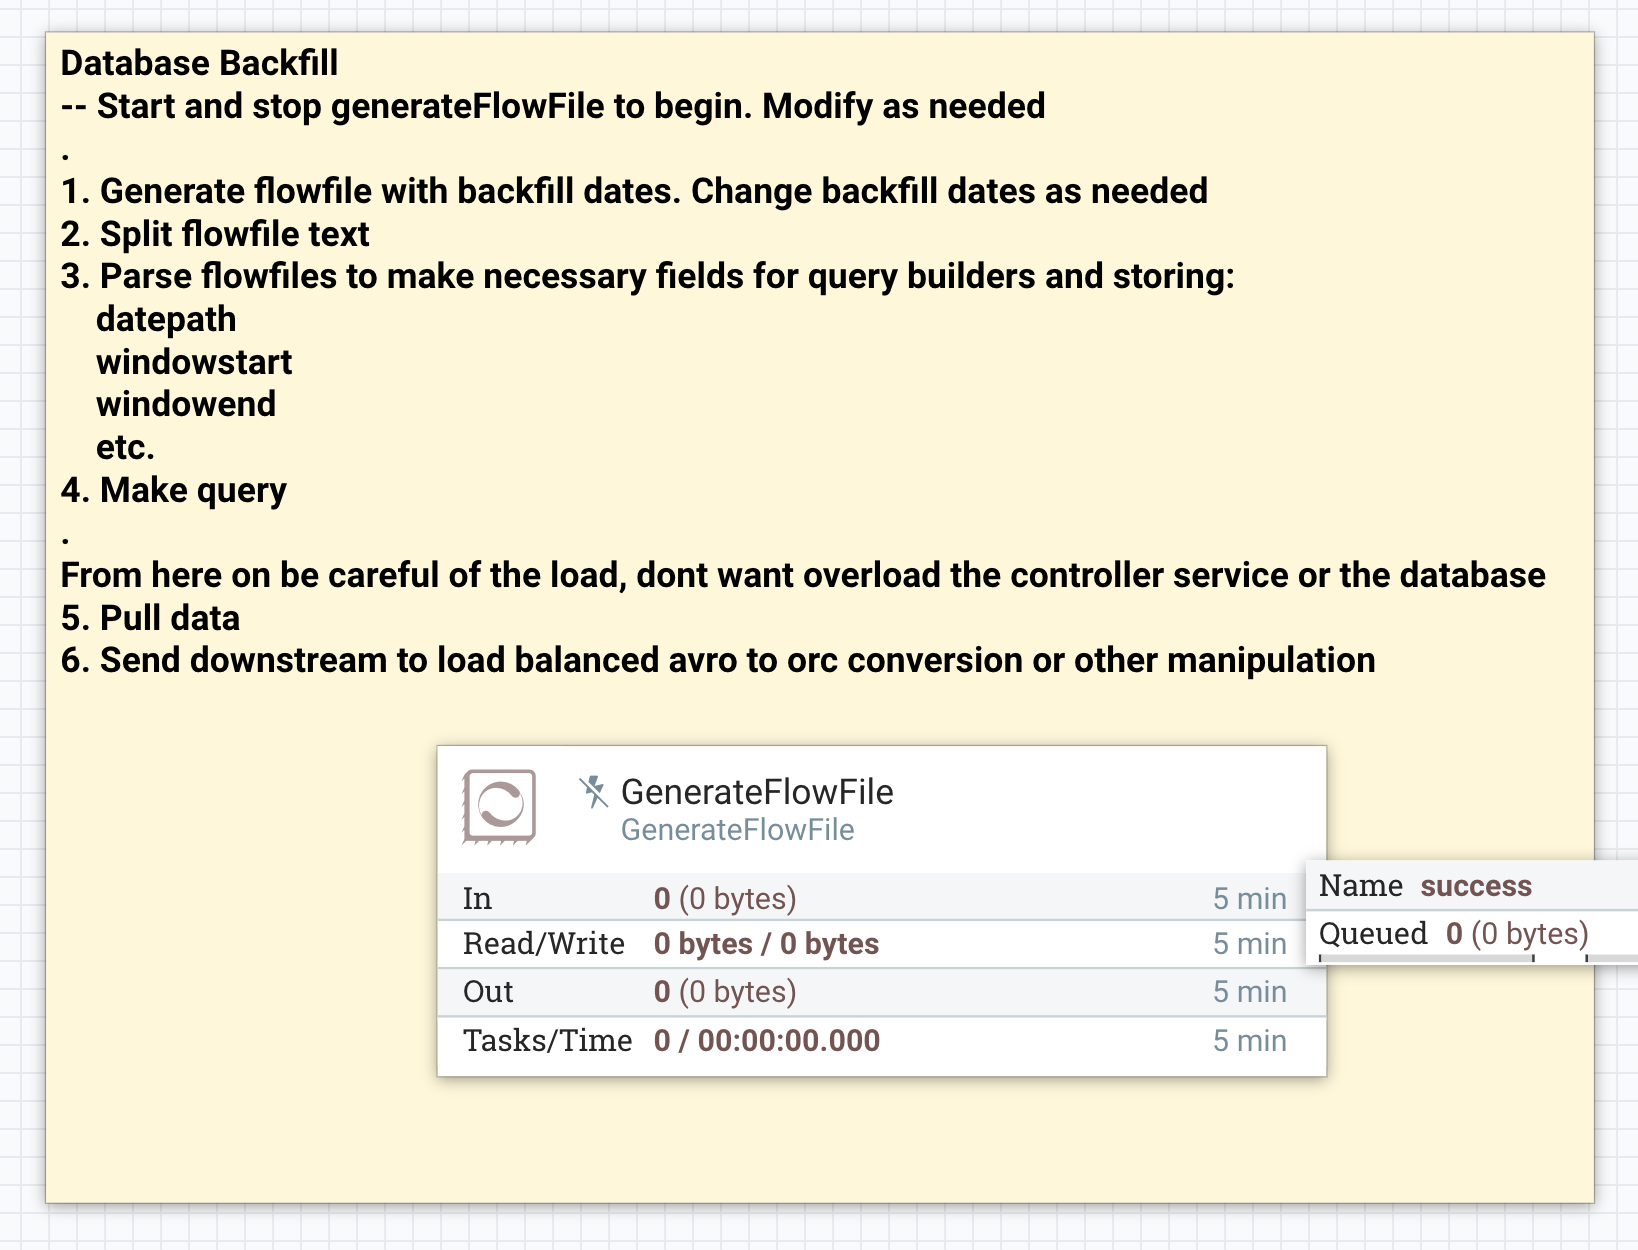 Database Backfill
-- Start and stop generateFlowFile to begin. Modify as needed
.
1. Generate flowfile with backfill dates. Change backfill dates as needed
2. Split flowfile text
3. Parse flowfiles to make necessary fields for query builders and storing:
datepath
windowstart
windowend
etc.
4. Make query
.
From here on be careful of the load, dont want overload the controller service or the database
5. Pull data
6. Send downstream to load balanced avro to orc conversion or other manipulation
GenerateFlowFile
GenerateFlowFile
In 0 (0 bytes) 5 min
Read/Write 0 bytes / 0 bytes 5 min
Out 0 (0 bytes) 5 min
Tasks/Time 0 / 00:00:00.000 5 min
Name success
Queued 0 (0 bytes)